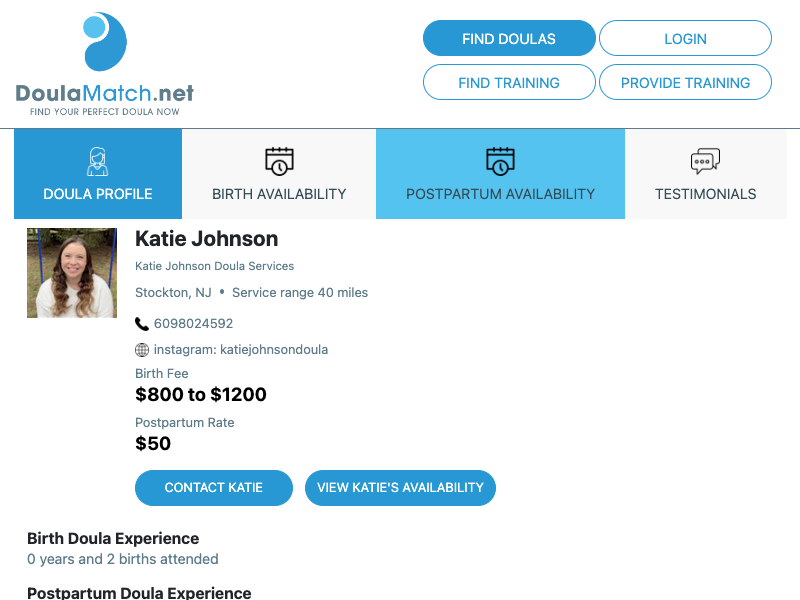 DoulaMatch.net
FIND YOUR PERFECT DOULA NOW
FIND DOULAS
LOGIN
FIND TRAINING
PROVIDE TRAINING
DOULA PROFILE
BIRTH AVAILABILITY
POSTPARTUM AVAILABILITY
TESTIMONIALS
Katie Johnson
Katie Johnson Doula Services
Stockton, NJ • Service range 40 miles
6098024592
instagram: katiejohnsondoula
Birth Fee
$800 to $1200
Postpartum Rate
$50
CONTACT KATIE
VIEW KATIE'S AVAILABILITY
Birth Doula Experience
0 years and 2 births attended
Postpartum Doula Experience